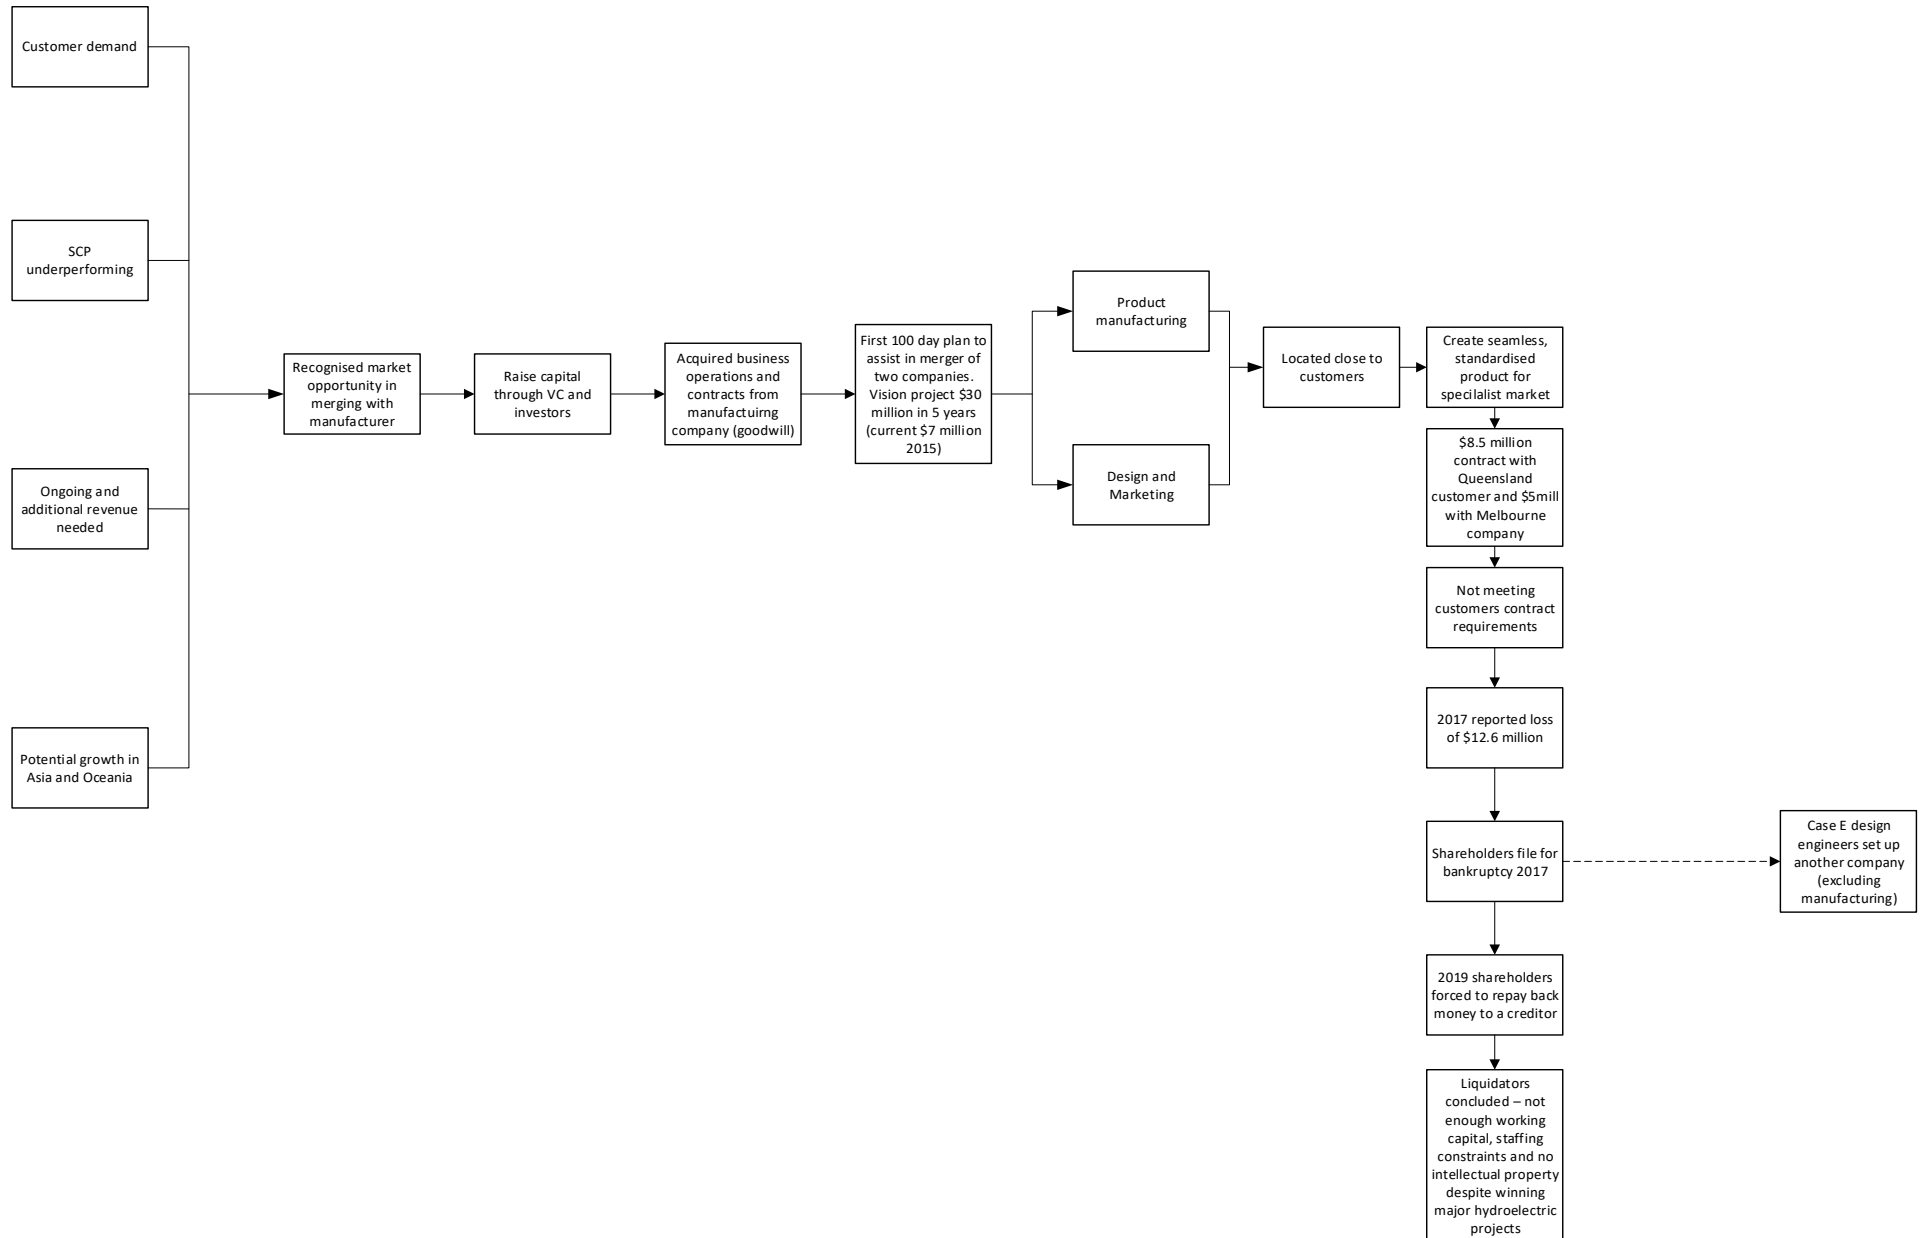 Customer demand
SCP
underperforming
Ongoing and
additional revenue
needed
Potential growth in
Asia and Oceania
Recognised market
opportunity in
merging with
manufacturer
Raise capital
through VC and
investors
Acquired business
operations and
contracts from
manufactuirng
company (goodwill)
First 100 day plan to
assist in merger of
two companies.
Vision project $30
million in 5 years
(current $7 million
2015)
Product
manufacturing
Design and
Marketing
Located close to
customers
Create seamless,
standardised
product for
specilalist market
$8.5 million
contract with
Queensland
customer and $5mill
with Melbourne
company
Not meeting
customers contract
requirements
2017 reported loss
of $12.6 million
Shareholders file for
bankruptcy 2017
Case E design
engineers set up
another company
(excluding
manufacturing)
2019 shareholders
forced to repay back
money to a creditor
Liquidators
concluded – not
enough working
capital, staffing
constraints and no
intellectual property
despite winning
major hydroelectric
projects